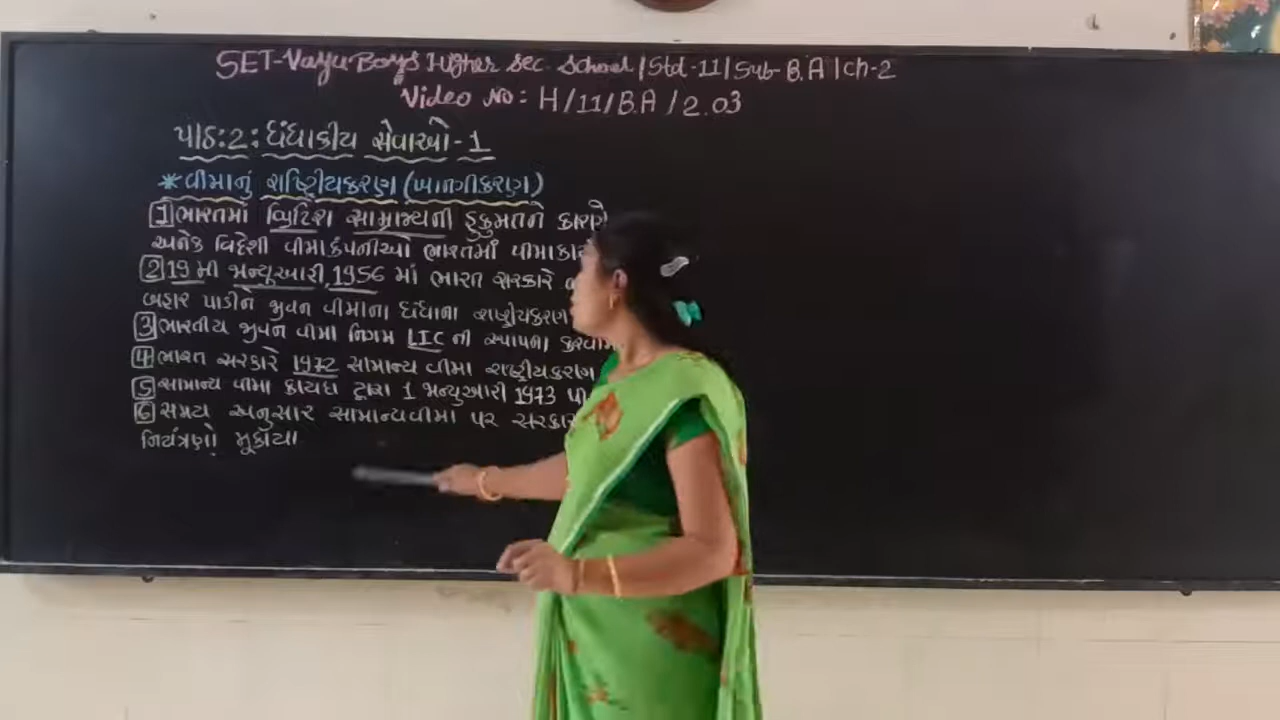 SET-Vayu Boys Higher Sec. School / Std-11 / Sub-B.A / Ch-2
Video No: H/11/B.A/2.03
પાઠ:2: ધંધાકીય સેવાઓ-1
*વીમાનું રાષ્ટ્રિયકરણ (ખાનગીકરણ)
1 ભારતમાં બ્રિટિશ સામ્રાજ્યની હુકુમતને કારણે
અનેક વિદેશી વીમાકંપનીઓ ભારતમાં વીમાકા
2 19 મી જાન્યુઆરી, 1956 માં ભારત સરકારે
બહાર પાડીને જીવન વીમાના ધંધાના રાષ્ટ્રીયકરણ
3 ભારતીય જીવન વીમા નિગમ LIC ની સ્થાપના કરવામાં
4 ભારત સરકારે 1972 સામાન્ય વીમા રાષ્ટ્રીયકરણ
5 સામાન્ય વીમા કાયદા દ્વારા 1 જાન્યુઆરી 1973 થી
6 સમય અનુસાર સામાન્યવીમા પર સરકાર
નિયંત્રણો મૂકાયા